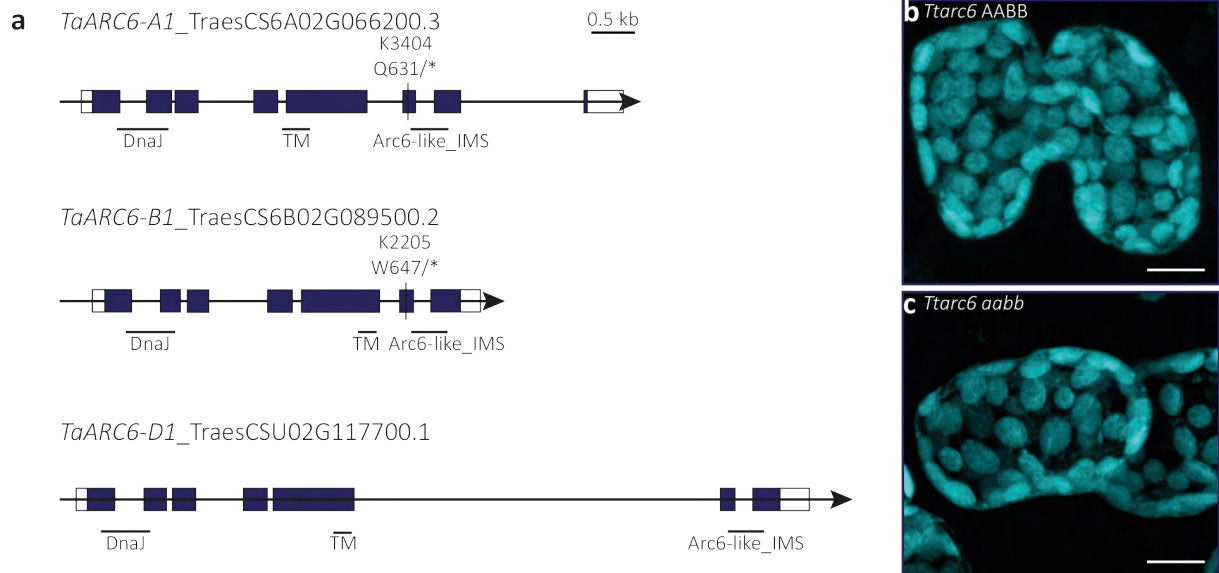 a
TaARC6-A1_TraesCS6A02G066200.3
0.5 kb
K3404
Q631/*
DnaJ
TM
Arc6-like_IMS
TaARC6-B1_TraesCS6B02G089500.2
K2205
W647/*
DnaJ
TM
Arc6-like_IMS
TaARC6-D1_TraesCSU02G117700.1
DnaJ
TM
Arc6-like_IMS
b Ttarc6 AABB
c Ttarc6 aabb